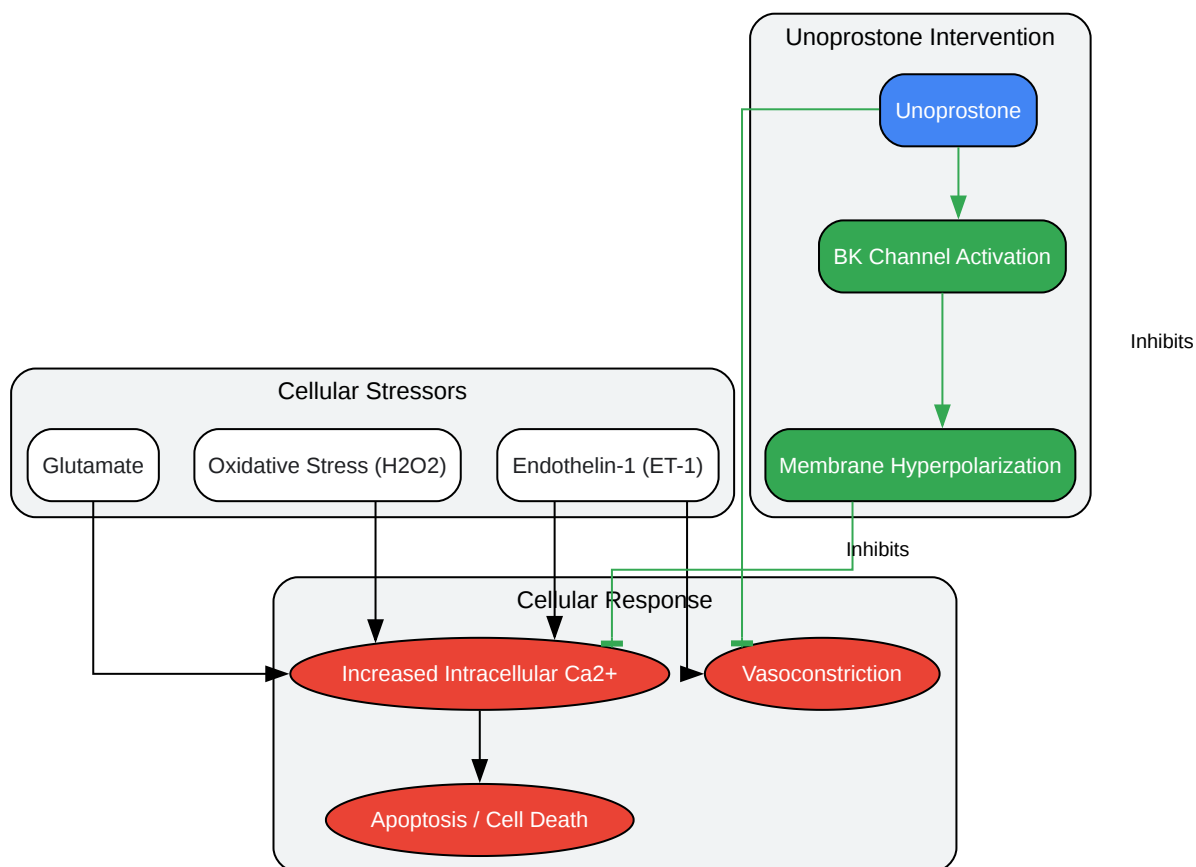 Unoprostone Intervention
Unoprostone
BK Channel Activation
Inhibits
Cellular Stressors
Glutamate
Oxidative Stress (H2O2)
Endothelin-1 (ET-1)
Membrane Hyperpolarization
Inhibits
Cellular Response
Increased Intracellular Ca2+
Vasoconstriction
Apoptosis / Cell Death